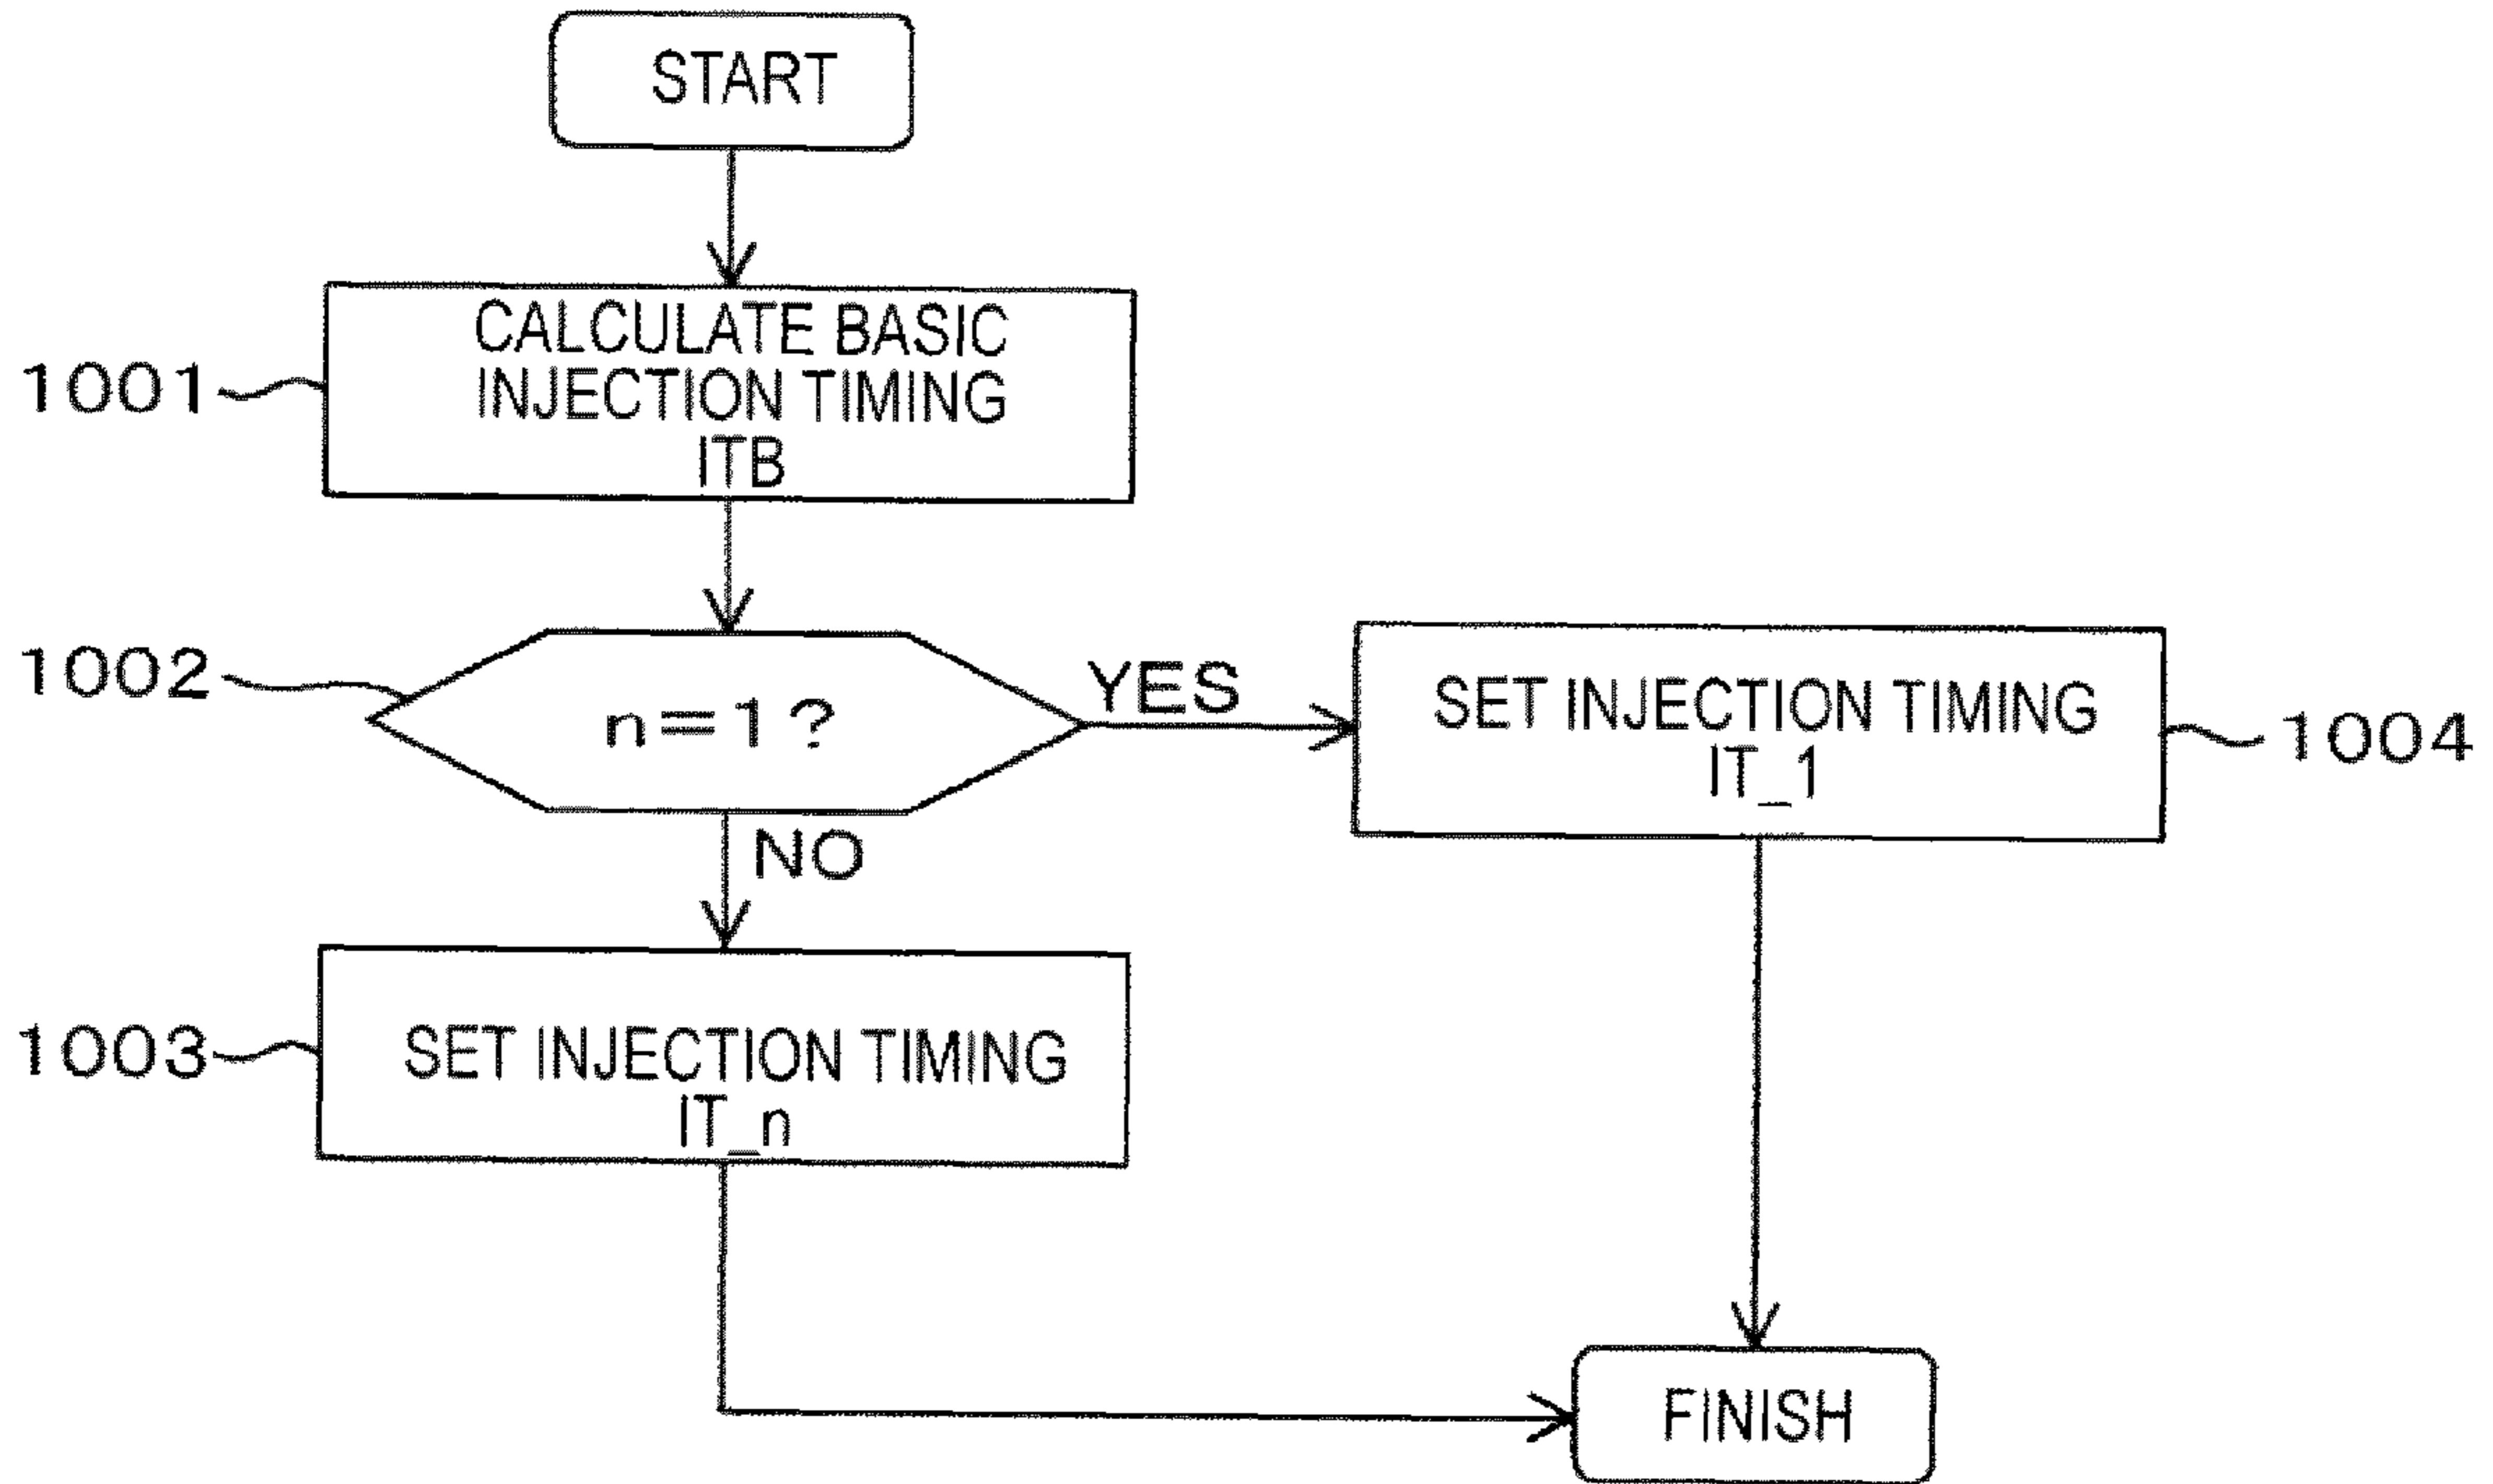 START
1001
CALCULATE BASIC
INJECTION TIMING
ITB
1002
n=1?
YES
SET INJECTION TIMING
IT_1
1004
NO
1003
SET INJECTION TIMING
IT_n
FINISH